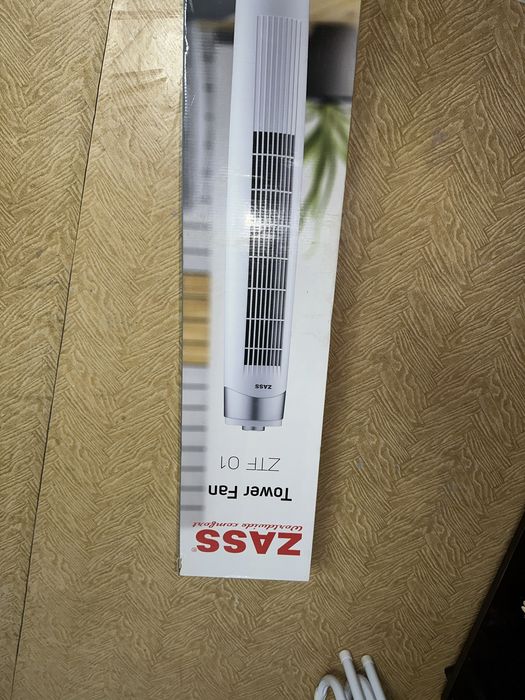 ZASS®
Worldwide comfort
Tower Fan
ZTF 01
ZASS